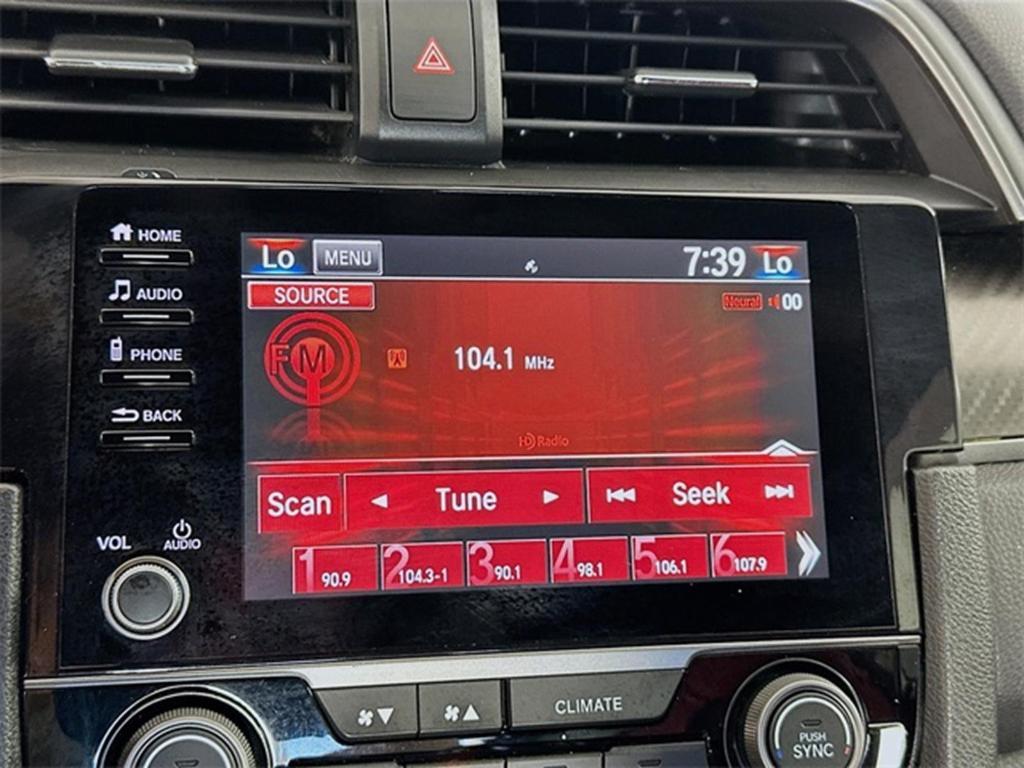 HOME
AUDIO
PHONE
BACK
VOL
AUDIO
Lo MENU 7:39 Lo
SOURCE Neural 00
FM 104.1 MHz
HD Radio
Scan Tune Seek
1 90.9 2 104.3-1 3 90.1 4 98.1 5 106.1 6 107.9
CLIMATE
PUSH
SYNC